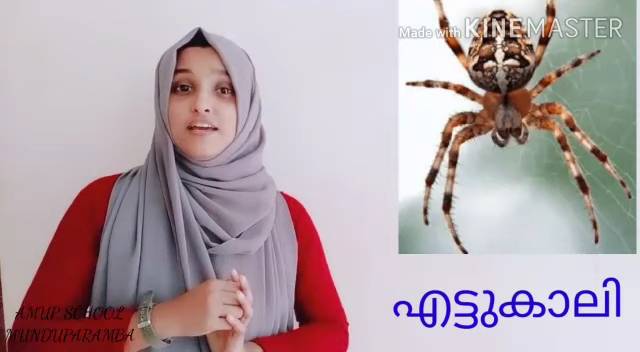 Made with KINEMASTER
എട്ടുകാലി
AMUP SCHOOL
MUNDUPARAMBA